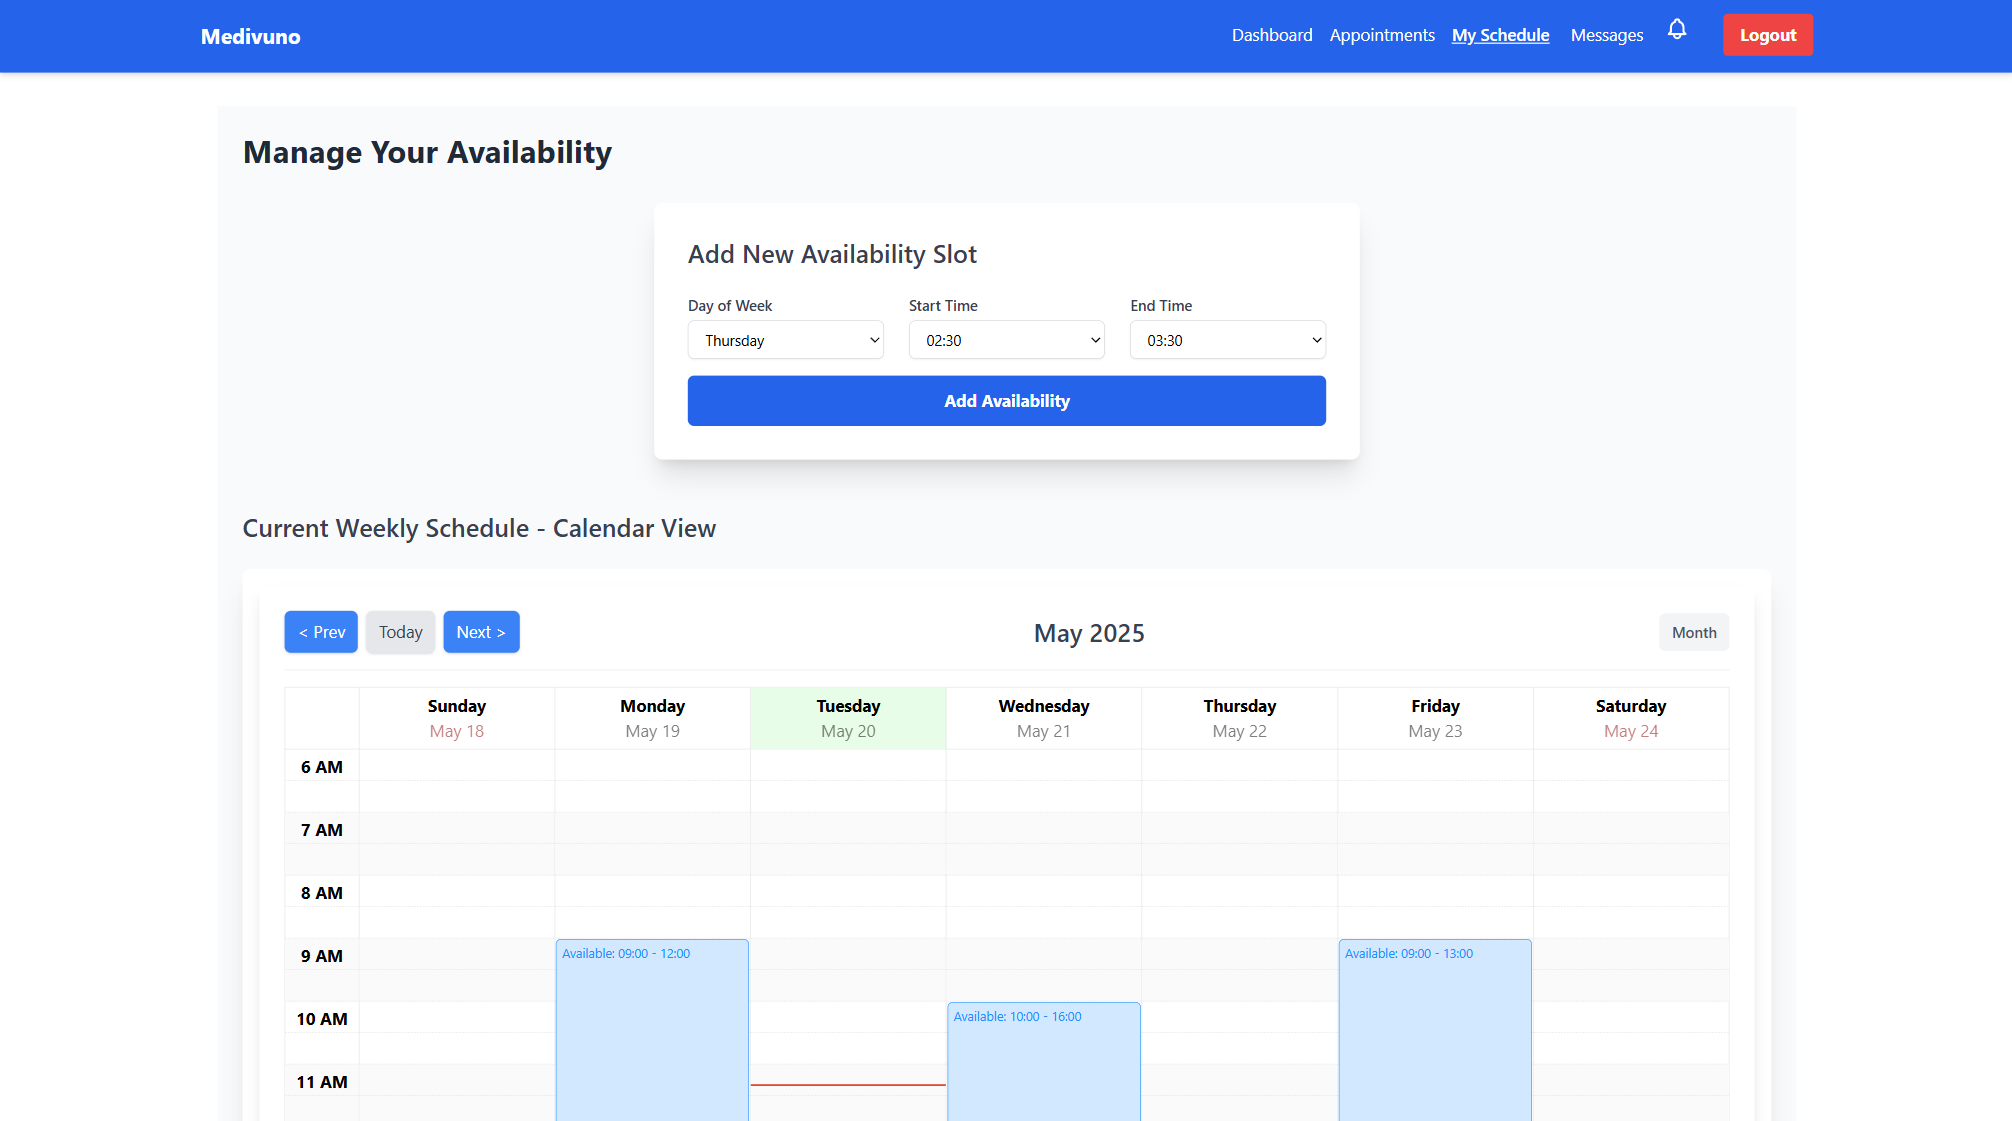 Medivuno
Dashboard Appointments My Schedule Messages Logout
Manage Your Availability
Add New Availability Slot
Day of Week Start Time End Time
Thursday 02:30 03:30
Add Availability
Current Weekly Schedule - Calendar View
< Prev Today Next > May 2025 Month
Sunday Monday Tuesday Wednesday Thursday Friday Saturday
May 18 May 19 May 20 May 21 May 22 May 23 May 24
6 AM
7 AM
8 AM
9 AM Available: 09:00 - 12:00 Available: 09:00 - 13:00
10 AM Available: 10:00 - 16:00
11 AM